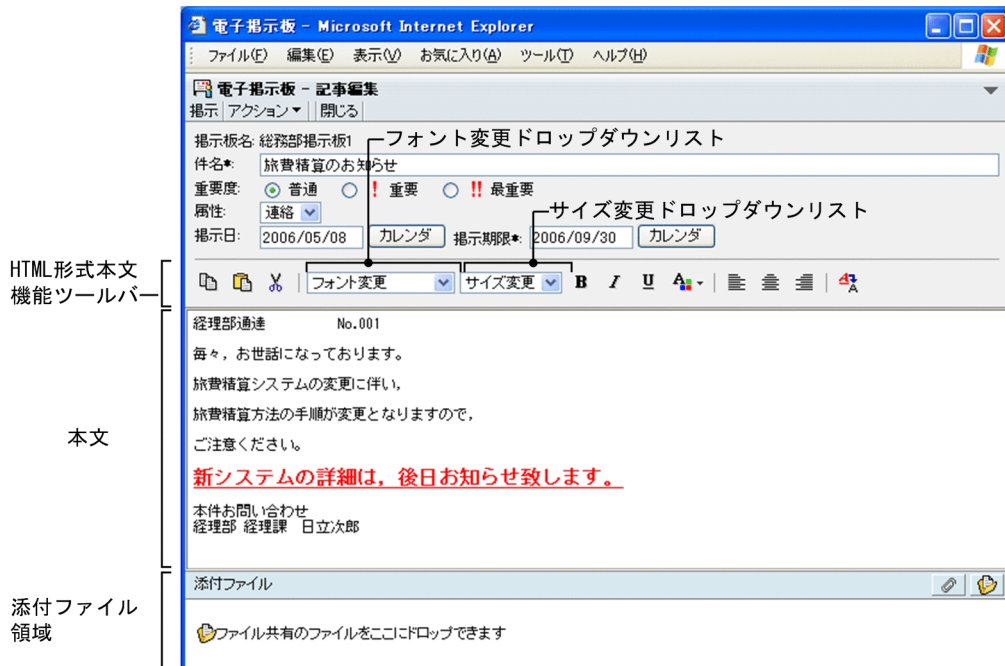 電子掲示板 - Microsoft Internet Explorer
ファイル(F) 編集(E) 表示(V) お気に入り(A) ツール(T) ヘルプ(H)
電子掲示板 - 記事編集
掲示 アクション▼ 閉じる
掲示板名: 総務部掲示板1
フォント変更ドロップダウンリスト
件名*: 旅費精算のお知らせ
重要度: 普通 ! 重要 !! 最重要
属性: 連絡
サイズ変更ドロップダウンリスト
掲示日: 2006/05/08 カレンダ 掲示期限*: 2006/09/30 カレンダ
HTML形式本文
機能ツールバー
フォント変更 サイズ変更 B I U A A A
本文
経理部通達 No.001
毎々，お世話になっております。
旅費精算システムの変更に伴い，
旅費精算方法の手順が変更となりますので，
ご注意ください。
新システムの詳細は，後日お知らせ致します。
本件お問い合わせ
経理部 経理課 日立次郎
添付ファイル
領域
添付ファイル
ファイル共有のファイルをここにドロップできます